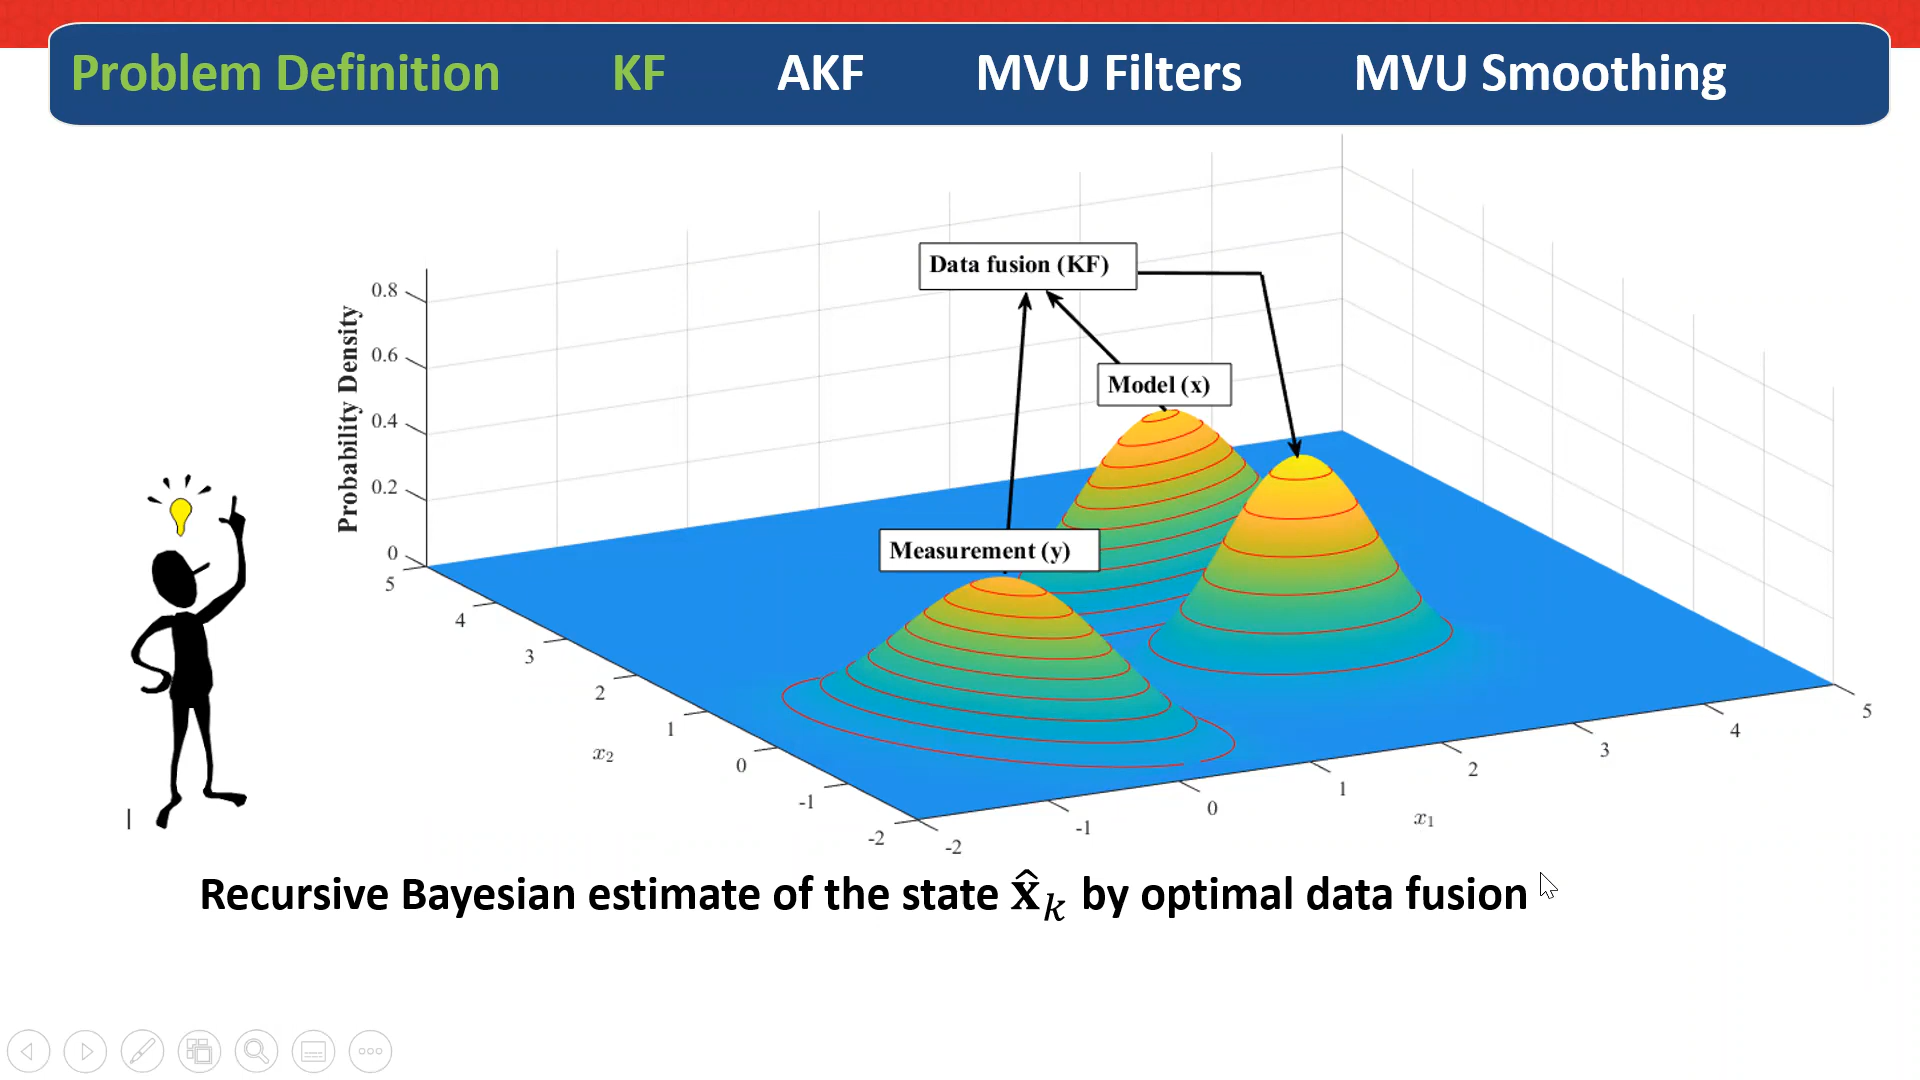 Problem Definition KF AKF MVU Filters MVU Smoothing
Data fusion (KF)
Model (x)
Measurement (y)
Probability Density
0.8
0.6
0.4
0.2
0
5
4
3
2
1
0
-1
-2
x₂
-2
-1
0
1
2
3
4
5
x₁
Recursive Bayesian estimate of the state x̂ₖ by optimal data fusion